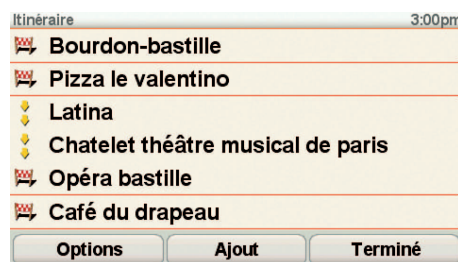 Itinéraire 3:00pm
Bourdon-bastille
Pizza le valentino
Latina
Chatelet théâtre musical de paris
Opéra bastille
Café du drapeau
Options Ajout Terminé